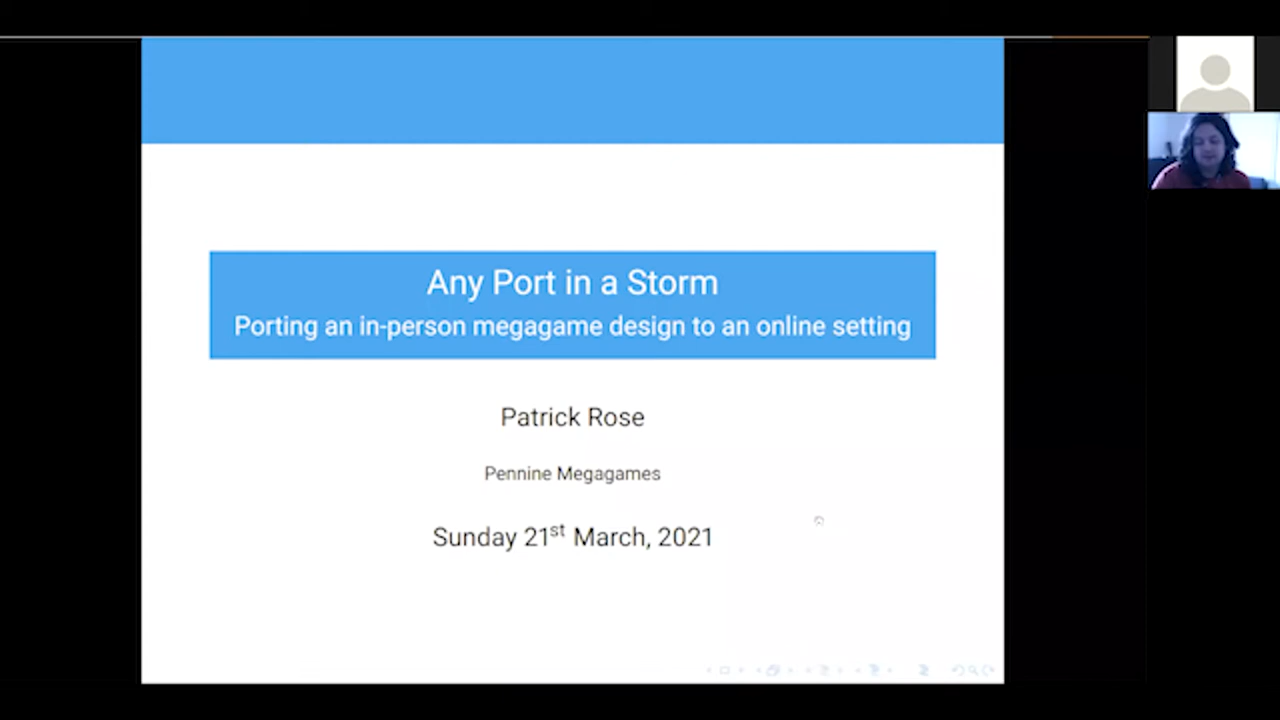 Any Port in a Storm
Porting an in-person megagame design to an online setting
Patrick Rose
Pennine Megagames
Sunday 21st March, 2021